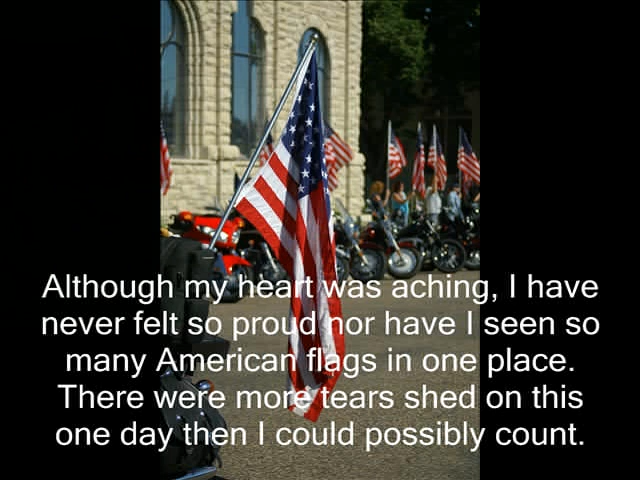 Although my heart was aching, I have
never felt so proud nor have I seen so
many American flags in one place.
There were more tears shed on this
one day then I could possibly count.